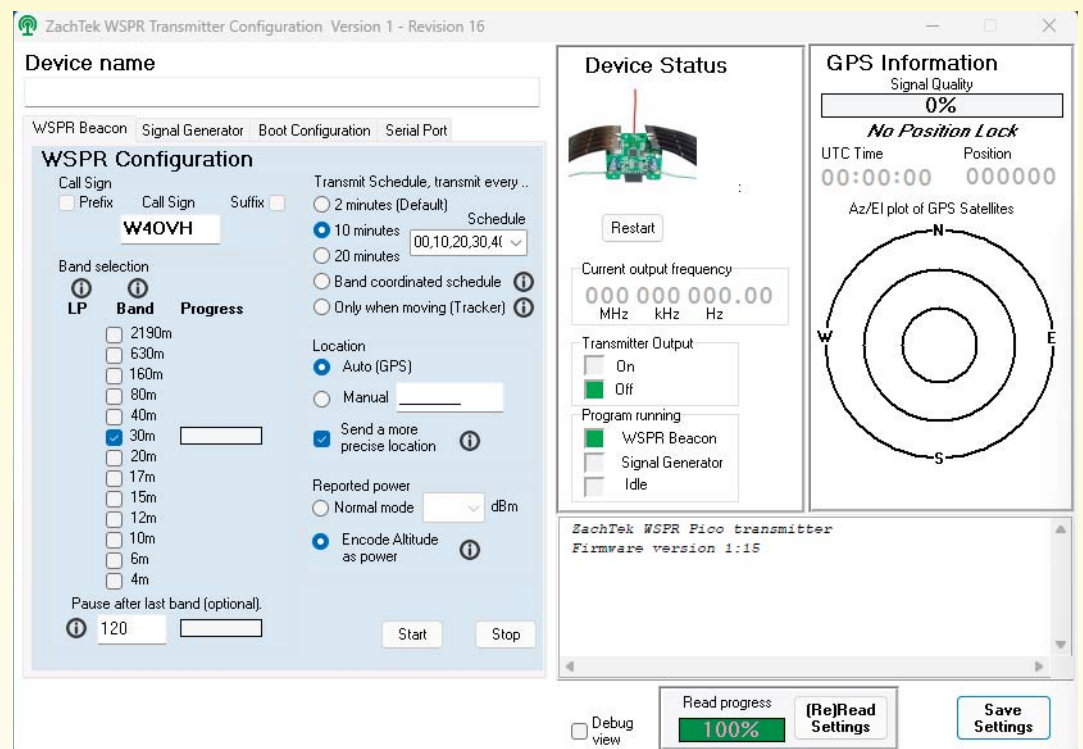 ZachTek WSPR Transmitter Configuration Version 1 - Revision 16
Device name
WSPR Beacon Signal Generator Boot Configuration Serial Port
WSPR Configuration
Call Sign
Prefix Call Sign Suffix
W4OVH
Band selection
LP Band Progress
2190m
630m
160m
80m
40m
30m
20m
17m
15m
12m
10m
6m
4m
Pause after last band (optional).
120
Transmit Schedule, transmit every ..
2 minutes (Default)
Schedule
10 minutes
00,10,20,30,4(
20 minutes
Band coordinated schedule
Only when moving (Tracker)
Location
Auto (GPS)
Manual
Send a more
precise location
Reported power
Normal mode dBm
Encode Altitude
as power
Start Stop
Device Status
:
Restart
Current output frequency
000 000 000.00
MHz kHz Hz
Transmitter Output
On
Off
Program running
WSPR Beacon
Signal Generator
Idle
GPS Information
Signal Quality
0%
No Position Lock
UTC Time Position
00:00:00 000000
Az/El plot of GPS Satellites
N
W E
S
ZachTek WSPR Pico transmitter
Firmware version 1:15
Debug
view
Read progress
100%
(Re)Read
Settings
Save
Settings